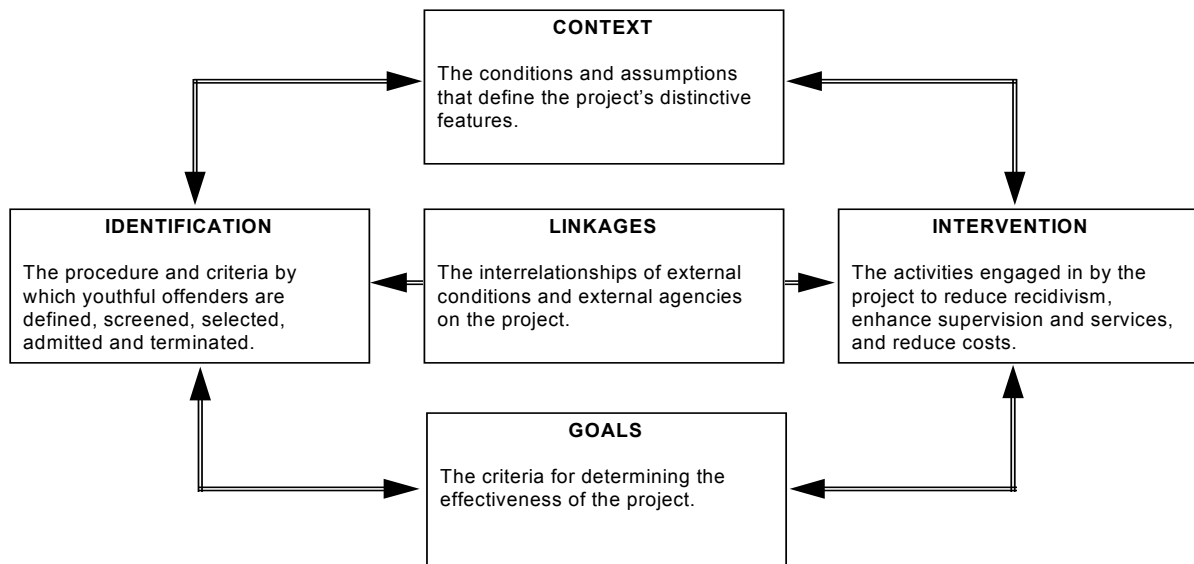 CONTEXT
The conditions and assumptions
that define the project's distinctive
features.
IDENTIFICATION
The procedure and criteria by
which youthful offenders are
defined, screened, selected,
admitted and terminated.
LINKAGES
The interrelationships of external
conditions and external agencies
on the project.
INTERVENTION
The activities engaged in by the
project to reduce recidivism,
enhance supervision and services,
and reduce costs.
GOALS
The criteria for determining the
effectiveness of the project.